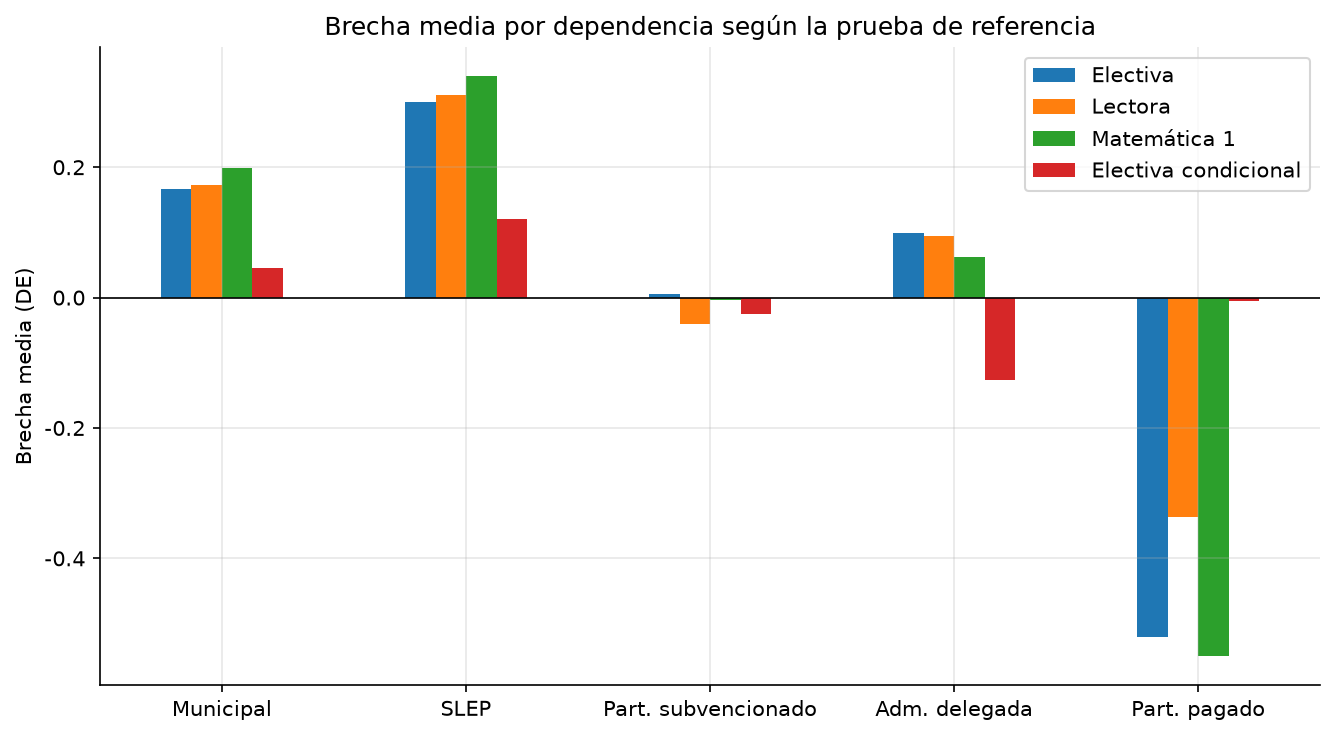 Brecha media por dependencia según la prueba de referencia
Electiva
Lectora
Matemática 1
Electiva condicional
Brecha media (DE)
0.2
0.0
-0.2
-0.4
Municipal
SLEP
Part. subvencionado
Adm. delegada
Part. pagado